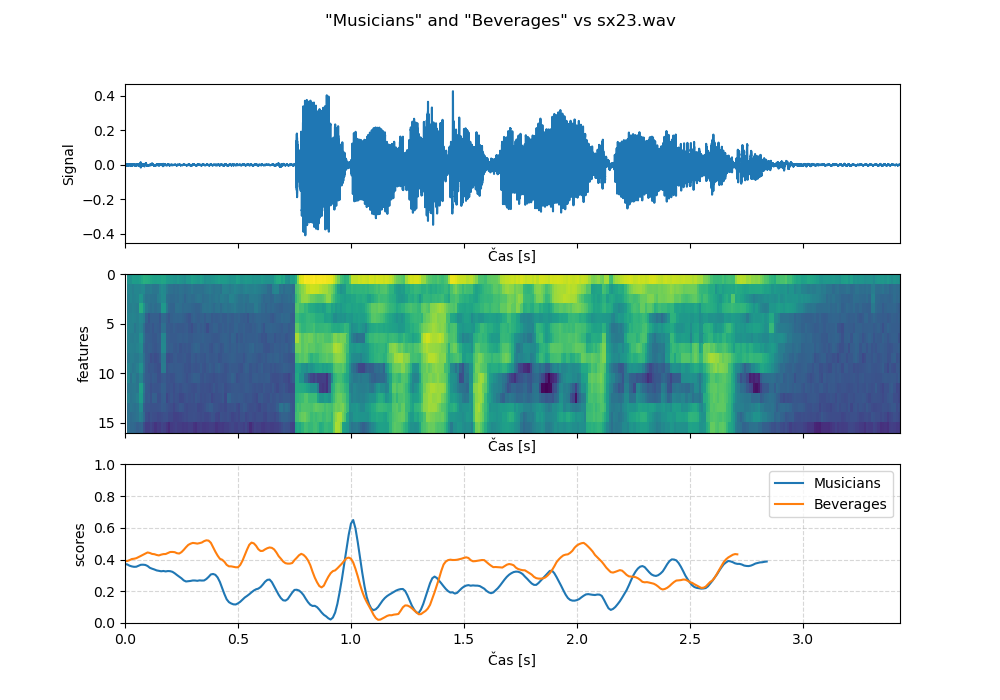 "Musicians" and "Beverages" vs sx23.wav
0.4
0.2
0.0
−0.2
−0.4
Signal
Čas [s]
0
5
10
15
features
Čas [s]
1.0
0.8
0.6
0.4
0.2
0.0
scores
Musicians
Beverages
0.0 0.5 1.0 1.5 2.0 2.5 3.0
Čas [s]